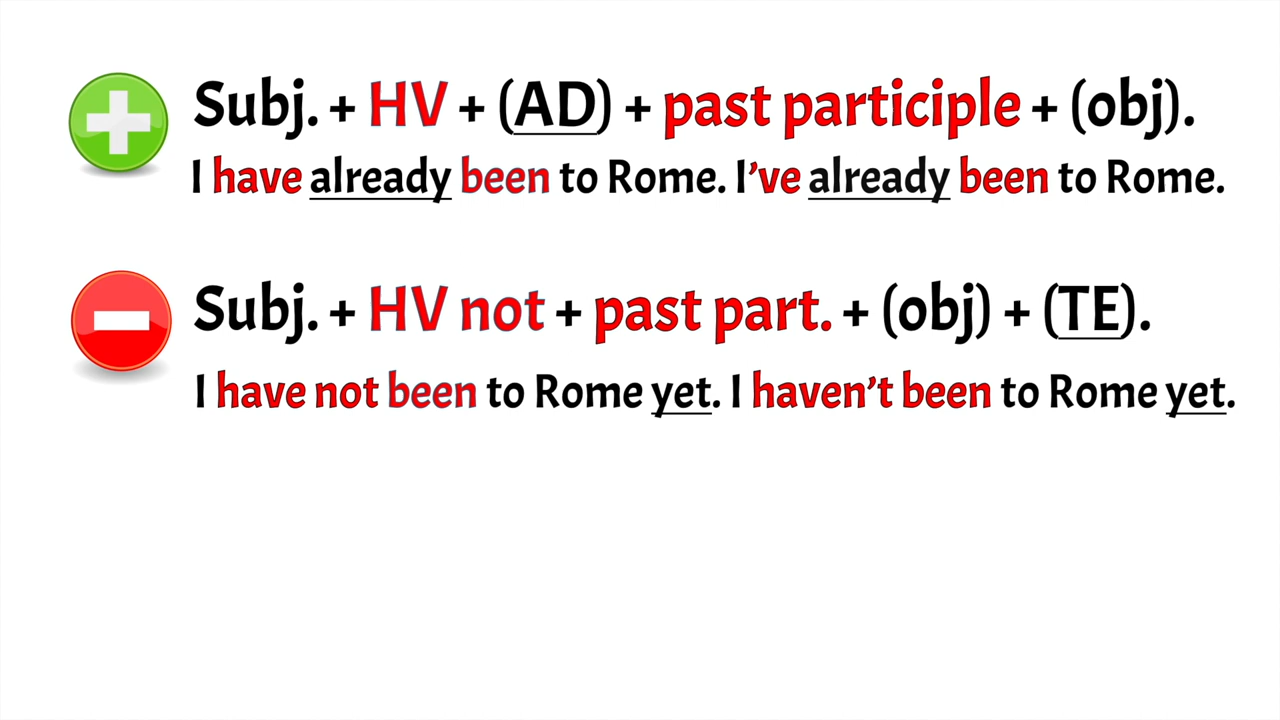 Subj. + HV + (AD) + past participle + (obj).
I have already been to Rome. I’ve already been to Rome.
Subj. + HV not + past part. + (obj) + (TE).
I have not been to Rome yet. I haven’t been to Rome yet.